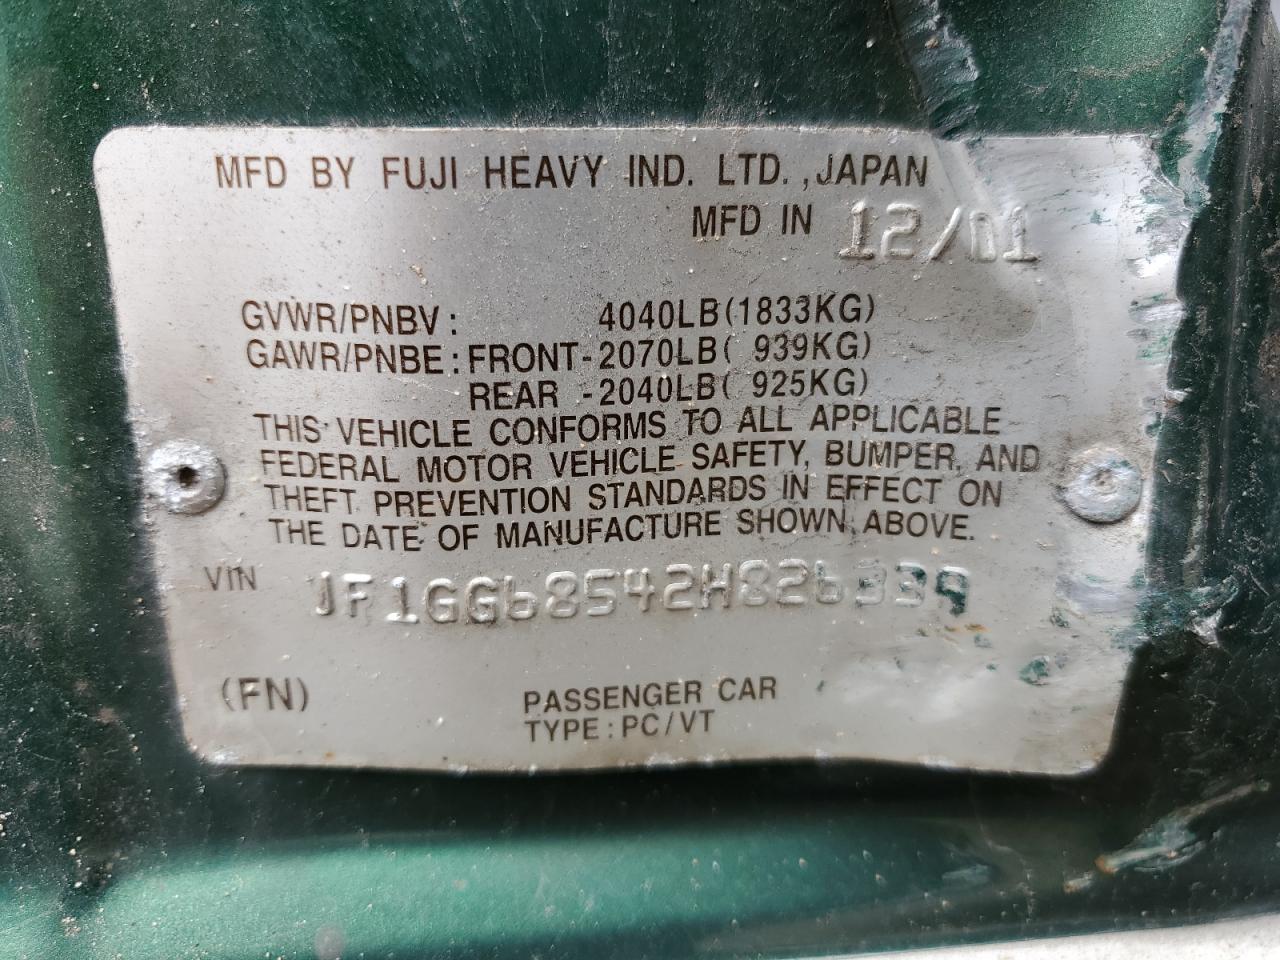 MFD BY FUJI HEAVY IND. LTD., JAPAN
MFD IN 12/01
GVWR/PNBV: 4040LB(1833KG)
GAWR/PNBE: FRONT-2070LB( 939KG)
REAR -2040LB( 925KG)
THIS VEHICLE CONFORMS TO ALL APPLICABLE
FEDERAL MOTOR VEHICLE SAFETY, BUMPER, AND
THEFT PREVENTION STANDARDS IN EFFECT ON
THE DATE OF MANUFACTURE SHOWN ABOVE.
VIN JF1GG68542H826339
(FN)
PASSENGER CAR
TYPE: PC/VT